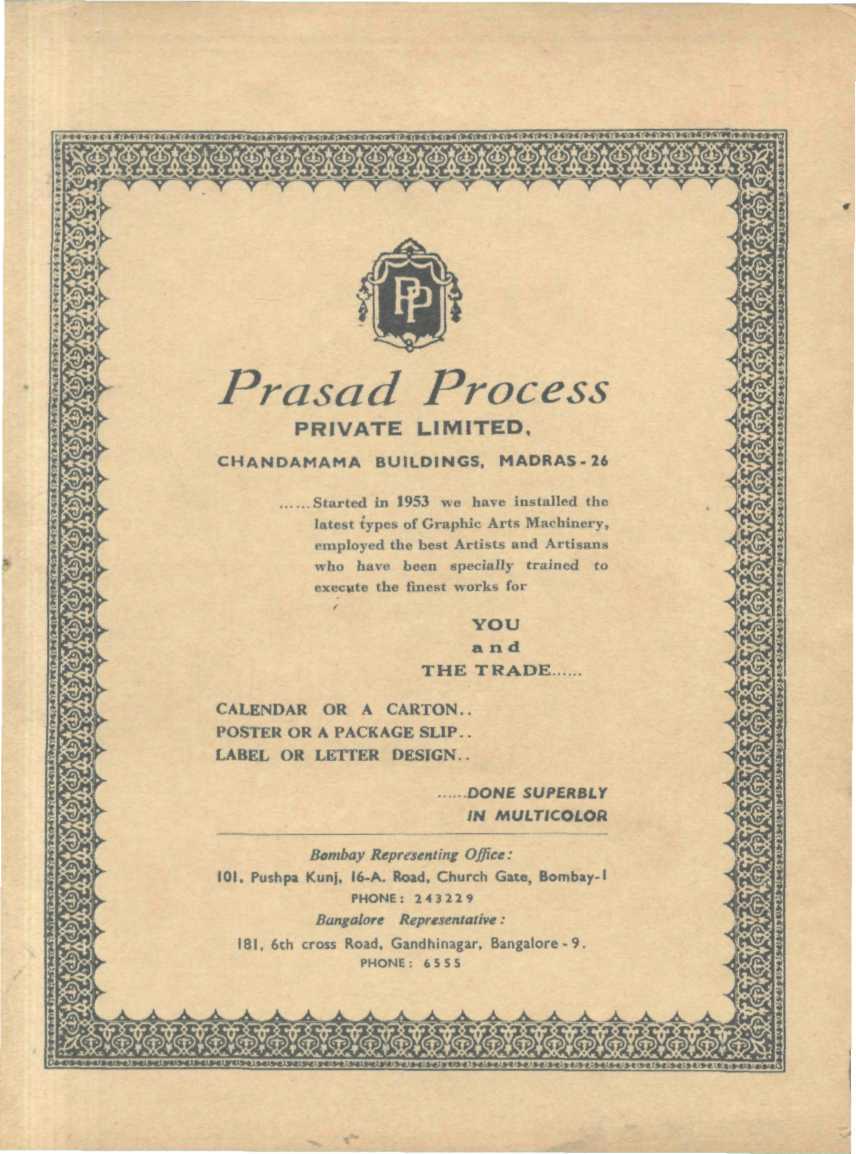 PP
Prasad Process
PRIVATE LIMITED,
CHANDAMAMA BUILDINGS, MADRAS-26
......Started in 1953 we have installed the
latest types of Graphic Arts Machinery,
employed the best Artists and Artisans
who have been specially trained to
execute the finest works for
YOU
and
THE TRADE......
CALENDAR OR A CARTON..
POSTER OR A PACKAGE SLIP..
LABEL OR LETTER DESIGN..
......DONE SUPERBLY
IN MULTICOLOR
Bombay Representing Office:
101, Pushpa Kunj, 16-A. Road, Church Gate, Bombay-1
PHONE: 243229
Bangalore Representative:
181, 6th cross Road, Gandhinagar, Bangalore-9.
PHONE: 6555